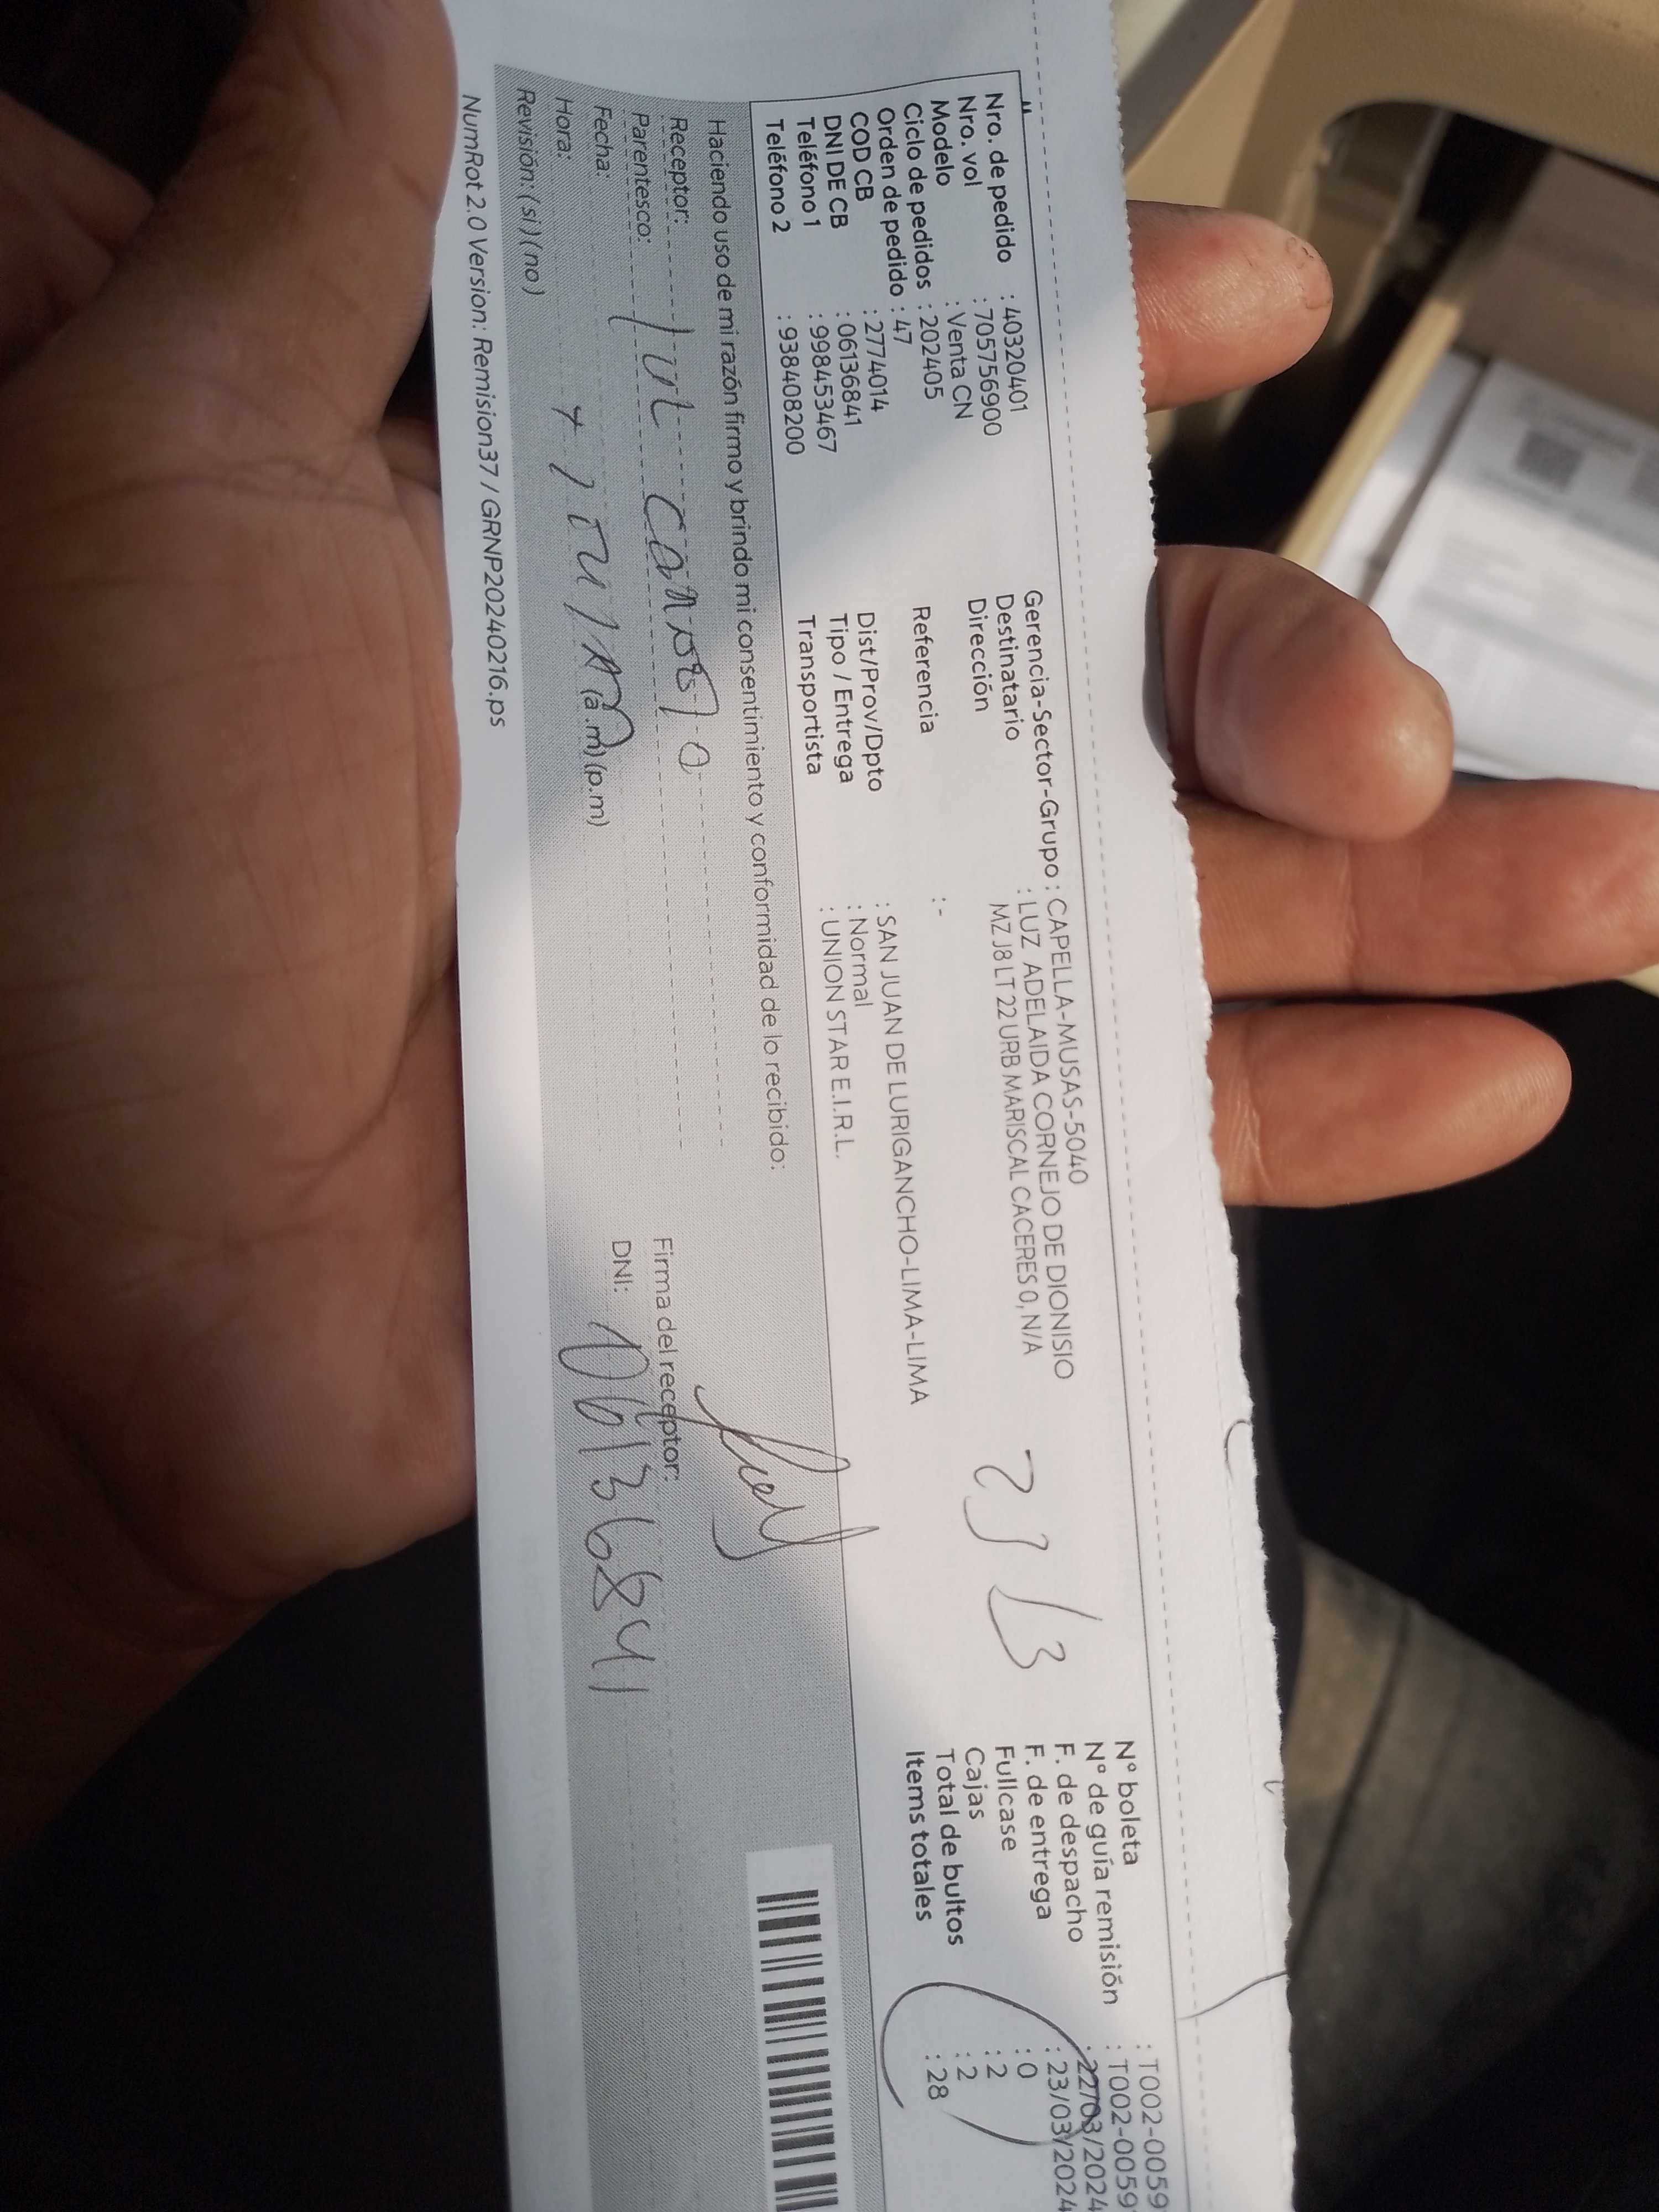 Nro. de pedido : 40320401
Nro. vol : 705756900
Modelo : Venta CN
Ciclo de pedidos : 202405
Orden de pedido : 47
COD CB : 2774014
DNI DE CB : 06136841
Teléfono 1 : 998453467
Teléfono 2 : 938408200
Gerencia-Sector-Grupo : CAPELLA-MUSAS-5040
Destinatario : LUZ ADELAIDA CORNEJO DE DIONISIO
Dirección MZ J8 LT 22 URB MARISCAL CACERES 0, N/A
Referencia : -
Dist/Prov/Dpto : SAN JUAN DE LURIGANCHO-LIMA-LIMA
Tipo / Entrega : Normal
Transportista : UNION STAR E.I.R.L.
N° boleta : T002-0059
N° de guía remisión : T002-0059
F. de despacho : 22/03/2024
F. de entrega : 23/03/2024
Fullcase : 0
Cajas : 2
Total de bultos : 2
Items totales : 28
Haciendo uso de mi razón firmo y brindo mi consentimiento y conformidad de lo recibido:
Receptor:
Parentesco:
Fecha:
Hora: (a.m) (p.m)
Revisión: (si) (no)
Firma del receptor:
DNI: 06136841
NumRot 2.0 Version: Remision37 / GRNP20240216.ps